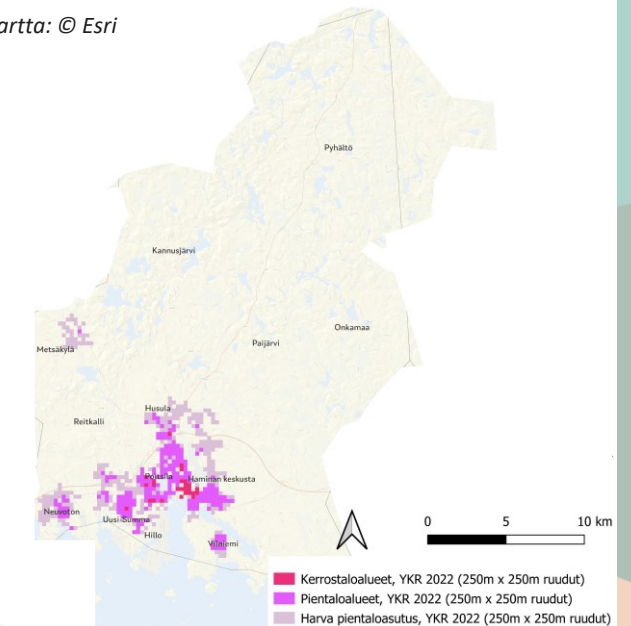 artta: © Esri
Pyhältö
Kannusjärvi
Onkamaa
Paijärvi
Metsäkylä
Husula
Reitkalli
Poitsila
Haminan keskusta
Neuvoton
Uusi-Summa
Hillo
Vilniemi
0 5 10 km
Kerrostaloalueet, YKR 2022 (250m x 250m ruudut)
Pientaloalueet, YKR 2022 (250m x 250m ruudut)
Harva pientaloasutus, YKR 2022 (250m x 250m ruudut)